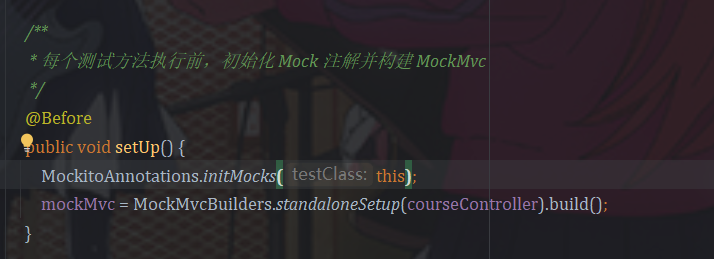 /**
* 每个测试方法执行前，初始化 Mock 注解并构建 MockMvc
*/
@Before
public void setUp() {
MockitoAnnotations.initMocks( testClass: this);
mockMvc = MockMvcBuilders.standaloneSetup(courseController).build();
}